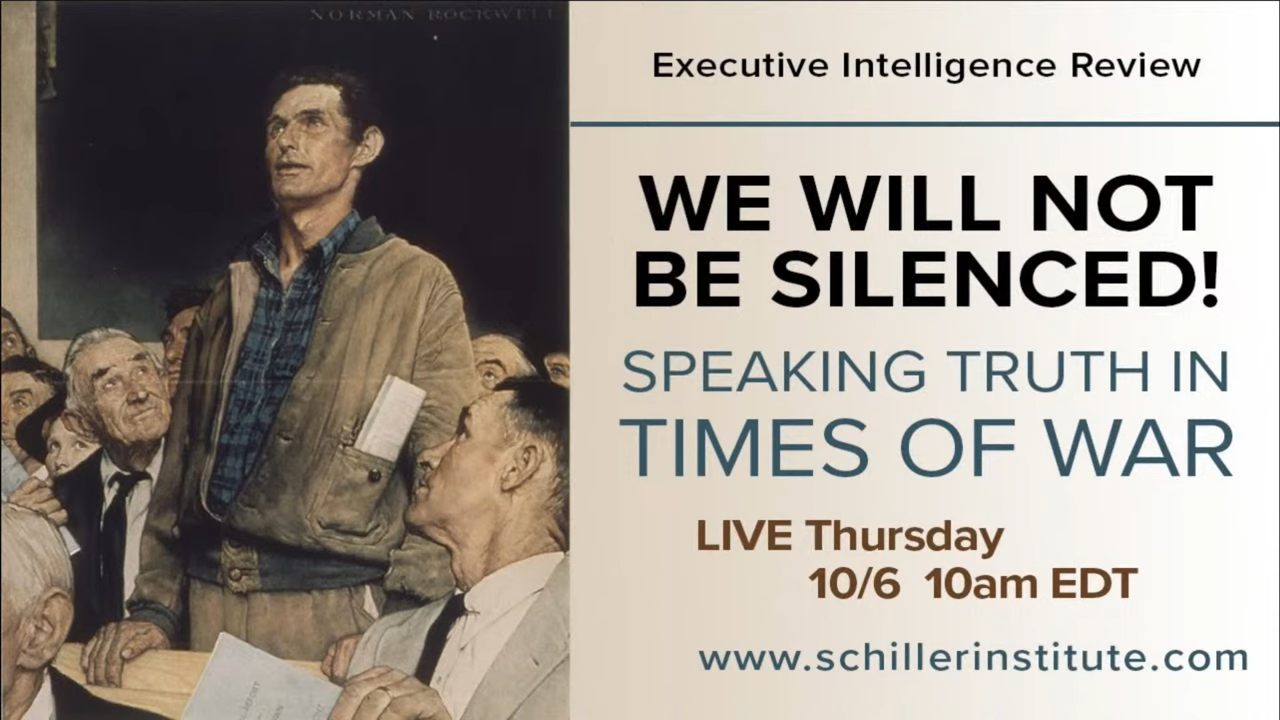 NORMAN ROCKWELL
Executive Intelligence Review
WE WILL NOT
BE SILENCED!
SPEAKING TRUTH IN
TIMES OF WAR
LIVE Thursday
10/6 10am EDT
www.schillerinstitute.com